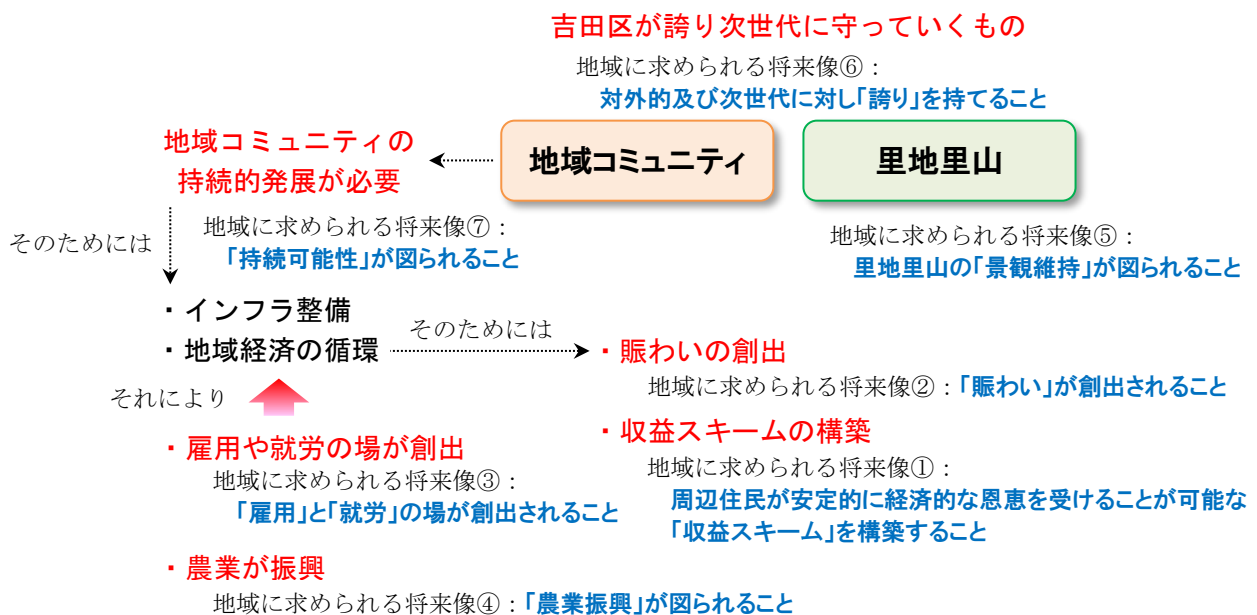 吉田区が誇り次世代に守っていくもの
地域に求められる将来像⑥：
対外的及び次世代に対し「誇り」を持てること
地域コミュニティ
里地里山
地域コミュニティの
持続的発展が必要
地域に求められる将来像⑦：
「持続可能性」が図られること
そのためには
地域に求められる将来像⑤：
里地里山の「景観維持」が図られること
・インフラ整備
・地域経済の循環
そのためには
・賑わいの創出
地域に求められる将来像②：「賑わい」が創出されること
・収益スキームの構築
地域に求められる将来像①：
周辺住民が安定的に経済的な恩恵を受けることが可能な
「収益スキーム」を構築すること
それにより
・雇用や就労の場が創出
地域に求められる将来像③：
「雇用」と「就労」の場が創出されること
・農業が振興
地域に求められる将来像④：「農業振興」が図られること